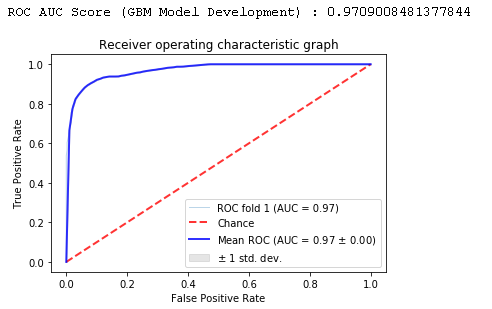 ROC AUC Score (GBM Model Development) : 0.9709008481377844
Receiver operating characteristic graph
1.0
0.8
0.6
0.4
0.2
0.0
True Positive Rate
ROC fold 1 (AUC = 0.97)
Chance
Mean ROC (AUC = 0.97 ± 0.00)
± 1 std. dev.
0.0 0.2 0.4 0.6 0.8 1.0
False Positive Rate